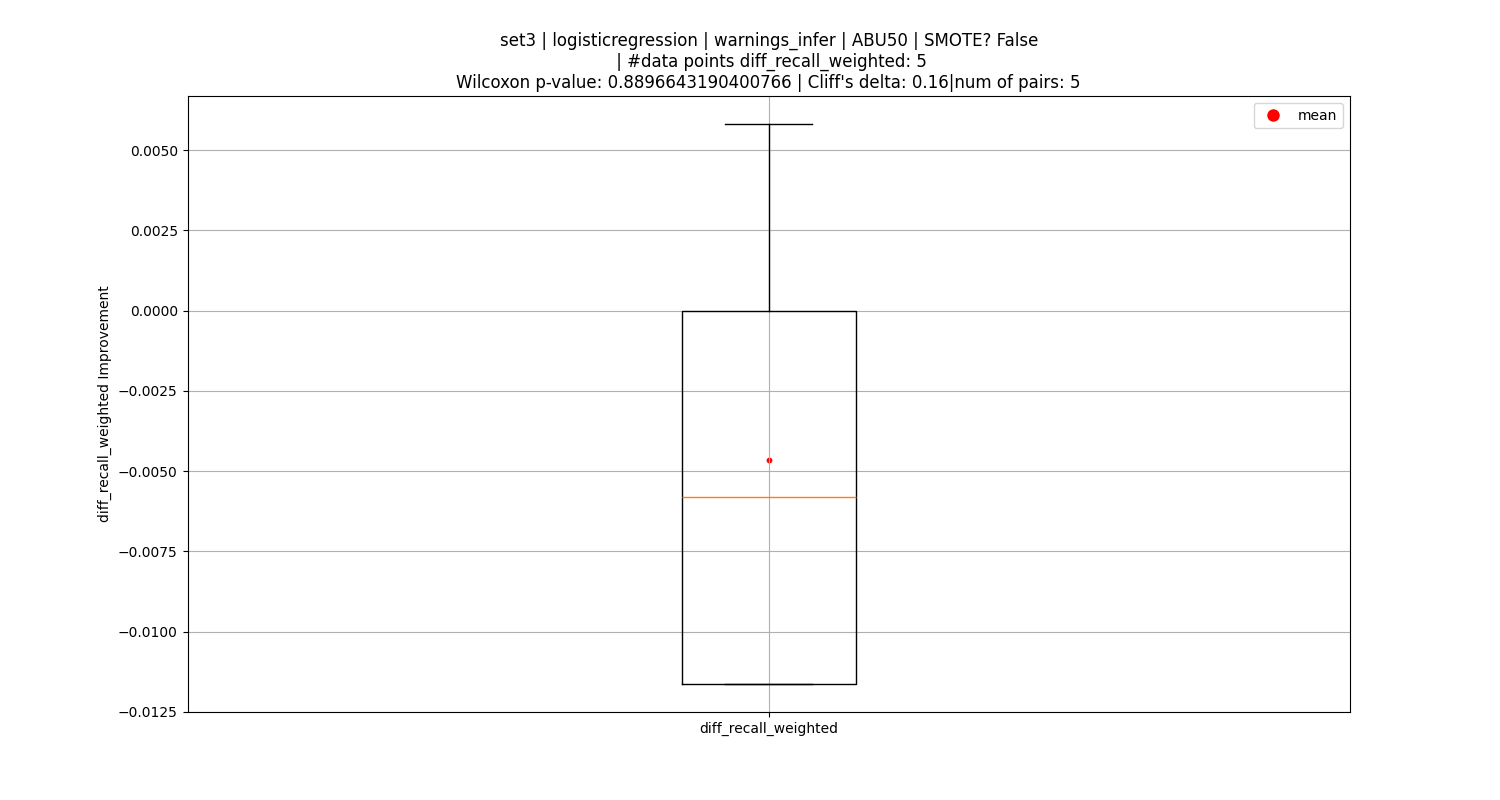 set3 | logisticregression | warnings_infer | ABU50 | SMOTE? False
| #data points diff_recall_weighted: 5
Wilcoxon p-value: 0.8896643190400766 | Cliff's delta: 0.16|num of pairs: 5
mean
0.0050
0.0025
0.0000
−0.0025
−0.0050
−0.0075
−0.0100
−0.0125
diff_recall_weighted Improvement
diff_recall_weighted